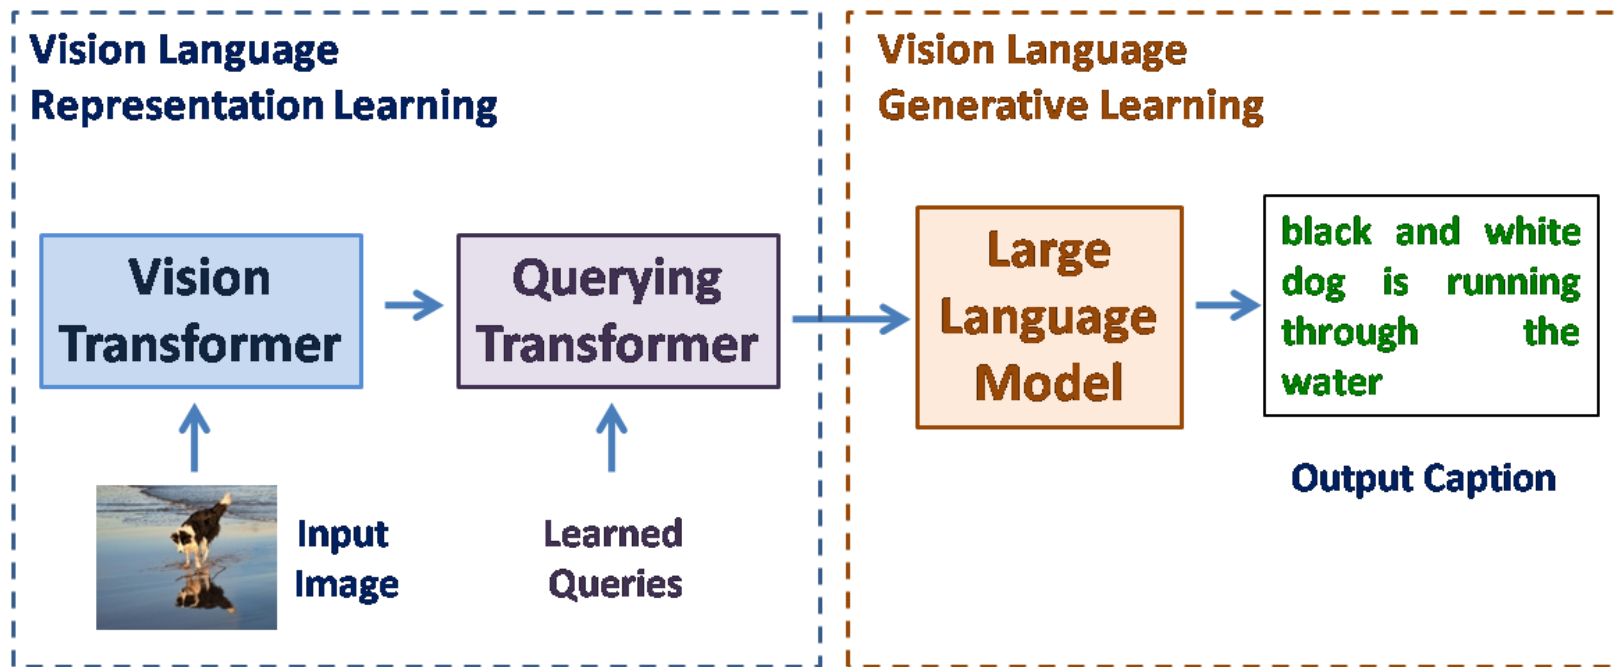 Vision Language
Representation Learning
Vision Language
Generative Learning
Vision
Transformer
Querying
Transformer
Large
Language
Model
black and white
dog is running
through the
water
Output Caption
Input
Image
Learned
Queries